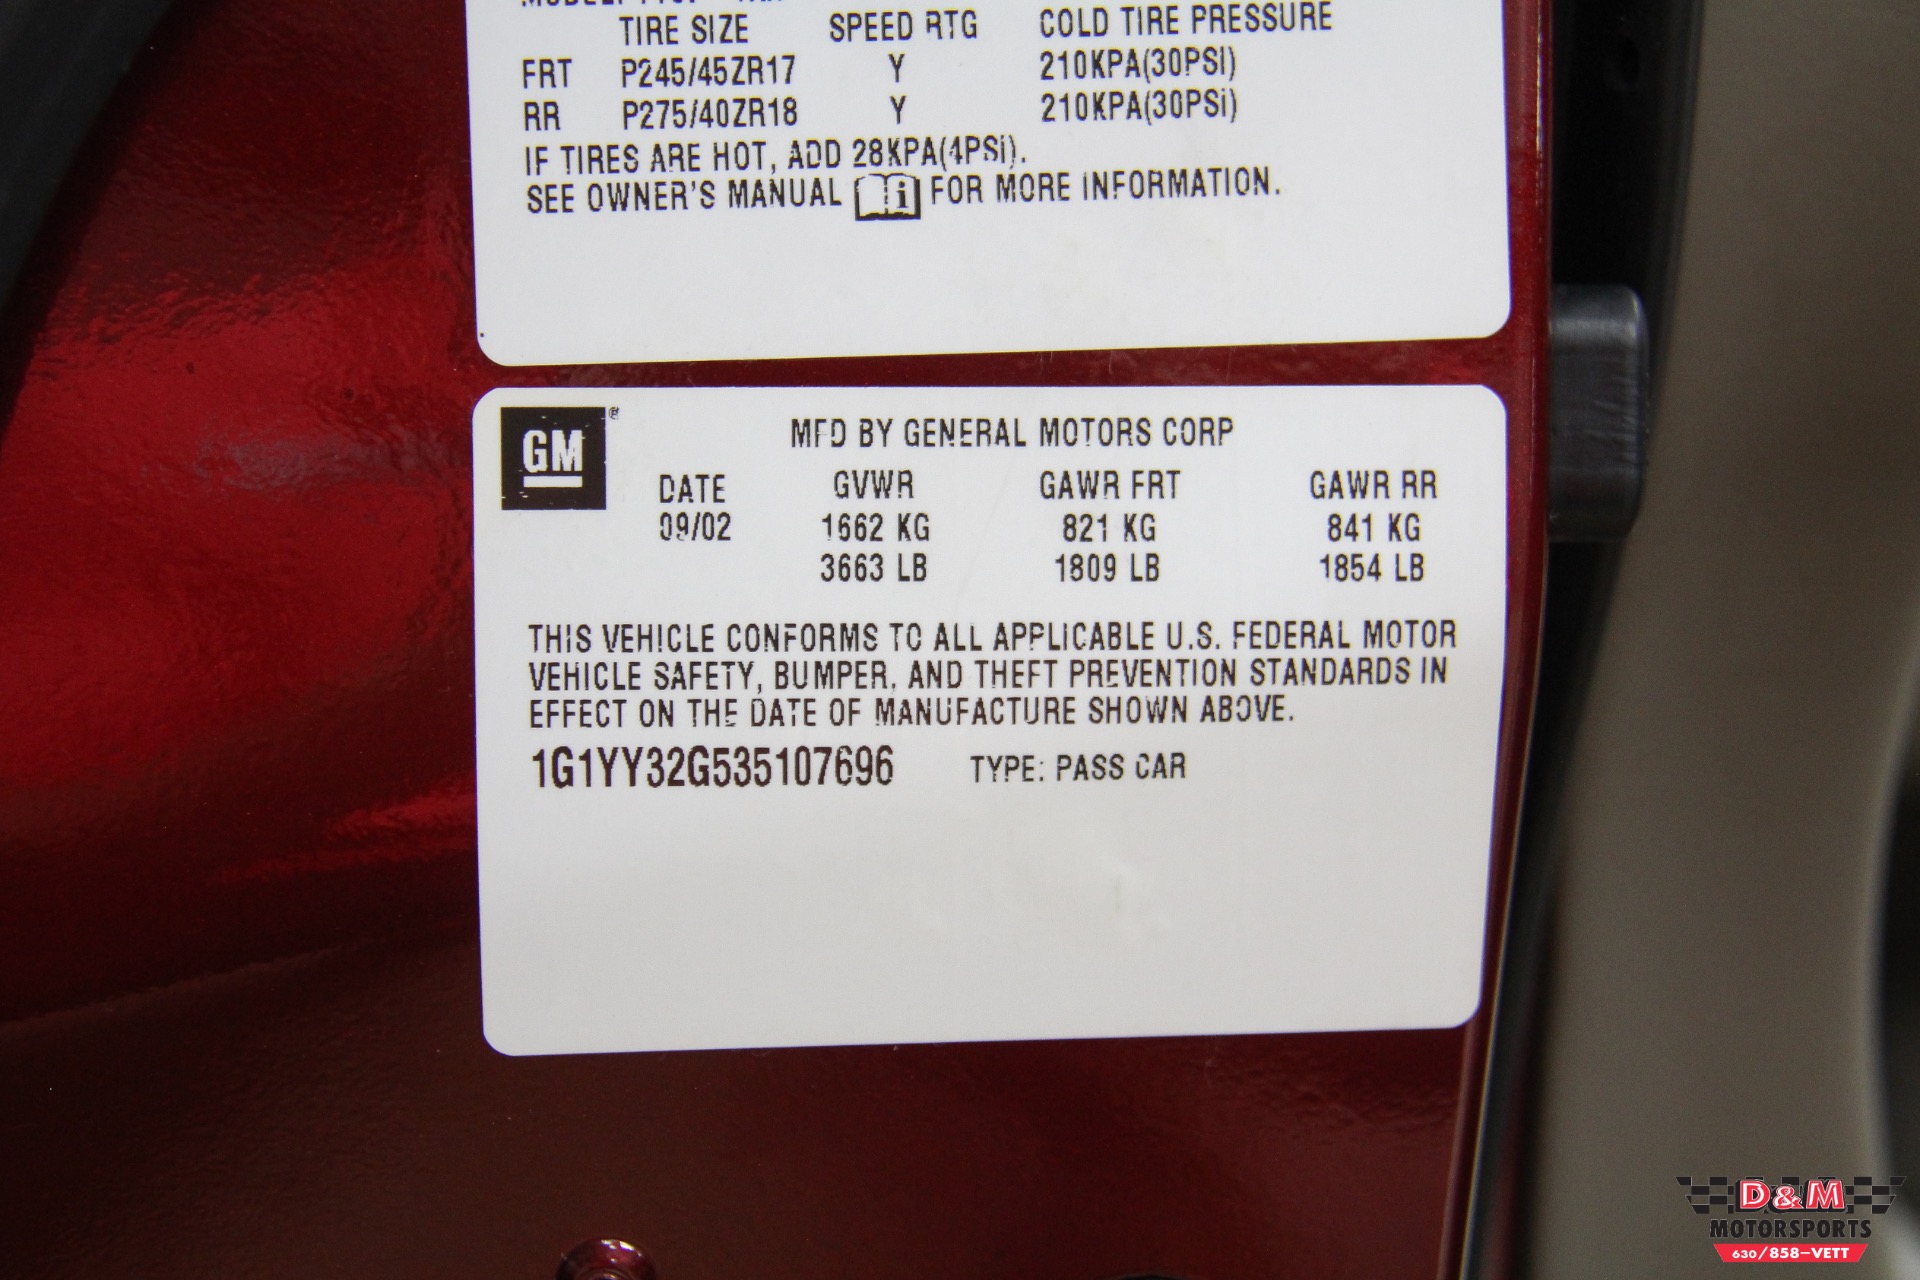 TIRE SIZE SPEED RTG COLD TIRE PRESSURE
FRT P245/45ZR17 Y 210KPA(30PSI)
RR P275/40ZR18 Y 210KPA(30PSI)
IF TIRES ARE HOT, ADD 28KPA(4PSI).
SEE OWNER'S MANUAL i FOR MORE INFORMATION.
GM ®
MFD BY GENERAL MOTORS CORP
DATE GVWR GAWR FRT GAWR RR
09/02 1662 KG 821 KG 841 KG
3663 LB 1809 LB 1854 LB
THIS VEHICLE CONFORMS TO ALL APPLICABLE U.S. FEDERAL MOTOR
VEHICLE SAFETY, BUMPER, AND THEFT PREVENTION STANDARDS IN
EFFECT ON THE DATE OF MANUFACTURE SHOWN ABOVE.
1G1YY32G535107696 TYPE: PASS CAR
D&M
MOTORSPORTS
630/858-VETT